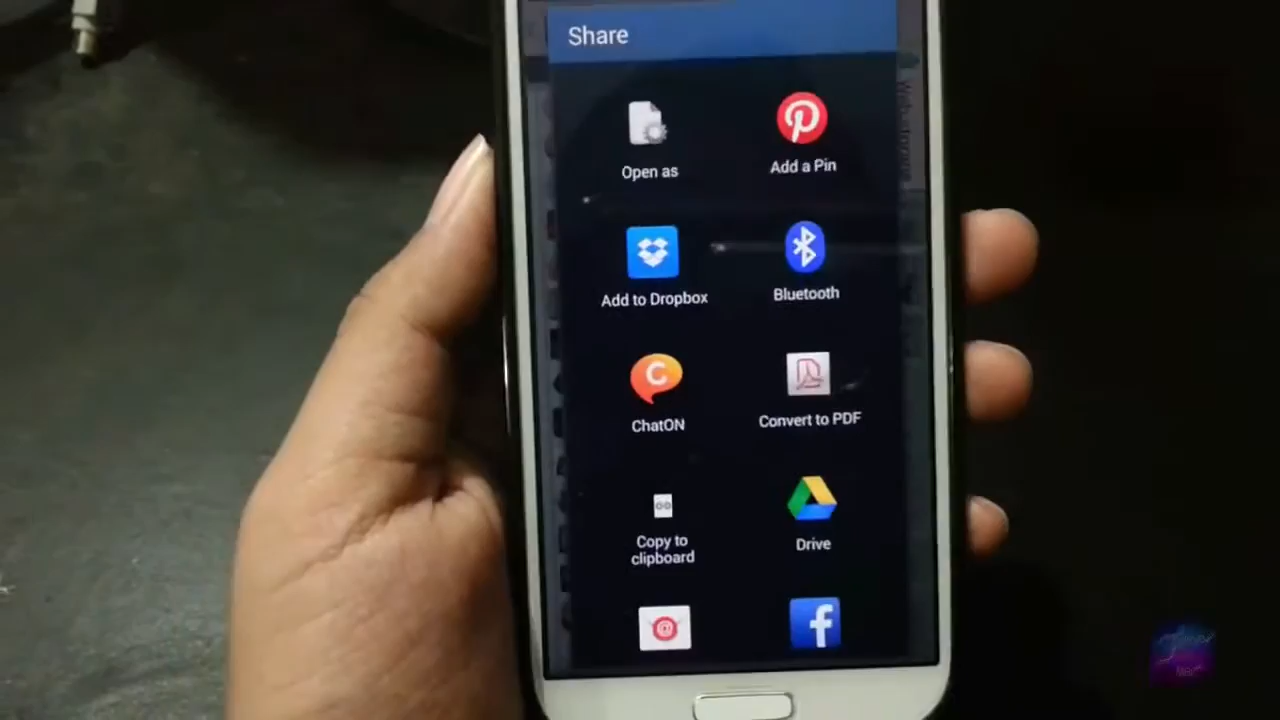 Share
Open as
Add a Pin
Add to Dropbox
Bluetooth
C
ChatON
Convert to PDF
Copy to
clipboard
Drive
@
f